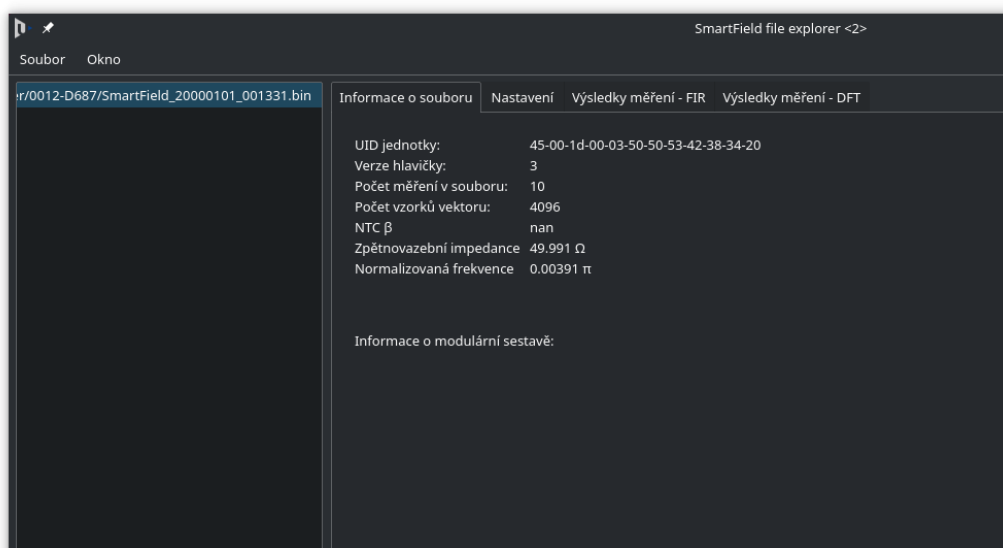 SmartField file explorer <2>
Soubor Okno
er/0012-D687/SmartField_20000101_001331.bin
Informace o souboru Nastavení Výsledky měření - FIR Výsledky měření - DFT
UID jednotky: 45-00-1d-00-03-50-50-53-42-38-34-20
Verze hlavičky: 3
Počet měření v souboru: 10
Počet vzorků vektoru: 4096
NTC β nan
Zpětnovazební impedance 49.991 Ω
Normalizovaná frekvence 0.00391 π
Informace o modulární sestavě: